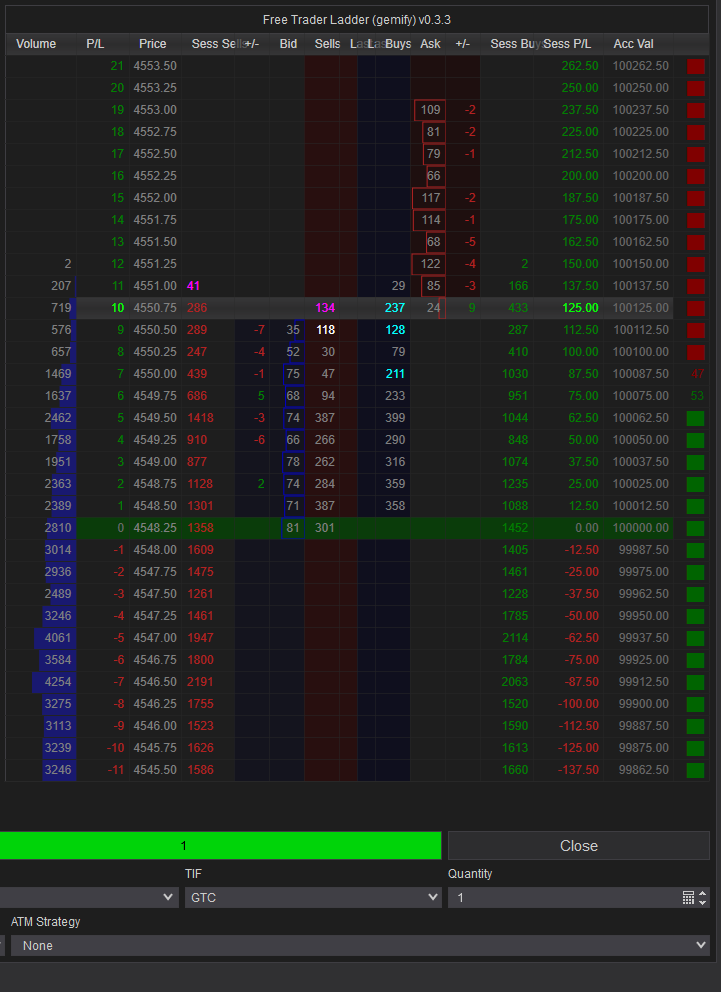 Free Trader Ladder (gemify) v0.3.3
Volume P/L Price Sess Sells +/- Bid Sells Buys Ask +/- Sess Buys Sess P/L Acc Val
21 4553.50 262.50 100262.50
20 4553.25 250.00 100250.00
19 4553.00 109 -2 237.50 100237.50
18 4552.75 81 -2 225.00 100225.00
17 4552.50 79 -1 212.50 100212.50
16 4552.25 66 200.00 100200.00
15 4552.00 117 -2 187.50 100187.50
14 4551.75 114 -1 175.00 100175.00
13 4551.50 68 -5 162.50 100162.50
2 12 4551.25 122 -4 2 150.00 100150.00
207 11 4551.00 41 29 85 -3 166 137.50 100137.50
719 10 4550.75 286 134 237 24 9 433 125.00 100125.00
576 9 4550.50 289 -7 35 118 128 287 112.50 100112.50
657 8 4550.25 247 -4 52 30 79 410 100.00 100100.00
1469 7 4550.00 439 -1 75 47 211 1030 87.50 100087.50 47
1637 6 4549.75 686 5 68 94 233 951 75.00 100075.00 53
2462 5 4549.50 1418 -3 74 387 399 1044 62.50 100062.50
1758 4 4549.25 910 -6 66 266 290 848 50.00 100050.00
1951 3 4549.00 877 78 262 316 1074 37.50 100037.50
2363 2 4548.75 1128 2 74 284 359 1235 25.00 100025.00
2389 1 4548.50 1301 71 387 358 1088 12.50 100012.50
2810 0 4548.25 1358 81 301 1452 0.00 100000.00
3014 -1 4548.00 1609 1405 -12.50 99987.50
2936 -2 4547.75 1475 1461 -25.00 99975.00
2489 -3 4547.50 1261 1228 -37.50 99962.50
3246 -4 4547.25 1461 1785 -50.00 99950.00
4061 -5 4547.00 1947 2114 -62.50 99937.50
3584 -6 4546.75 1800 1784 -75.00 99925.00
4254 -7 4546.50 2191 2063 -87.50 99912.50
3275 -8 4546.25 1755 1520 -100.00 99900.00
3113 -9 4546.00 1523 1590 -112.50 99887.50
3239 -10 4545.75 1626 1613 -125.00 99875.00
3246 -11 4545.50 1586 1660 -137.50 99862.50
1 Close
TIF Quantity
GTC 1
ATM Strategy
None